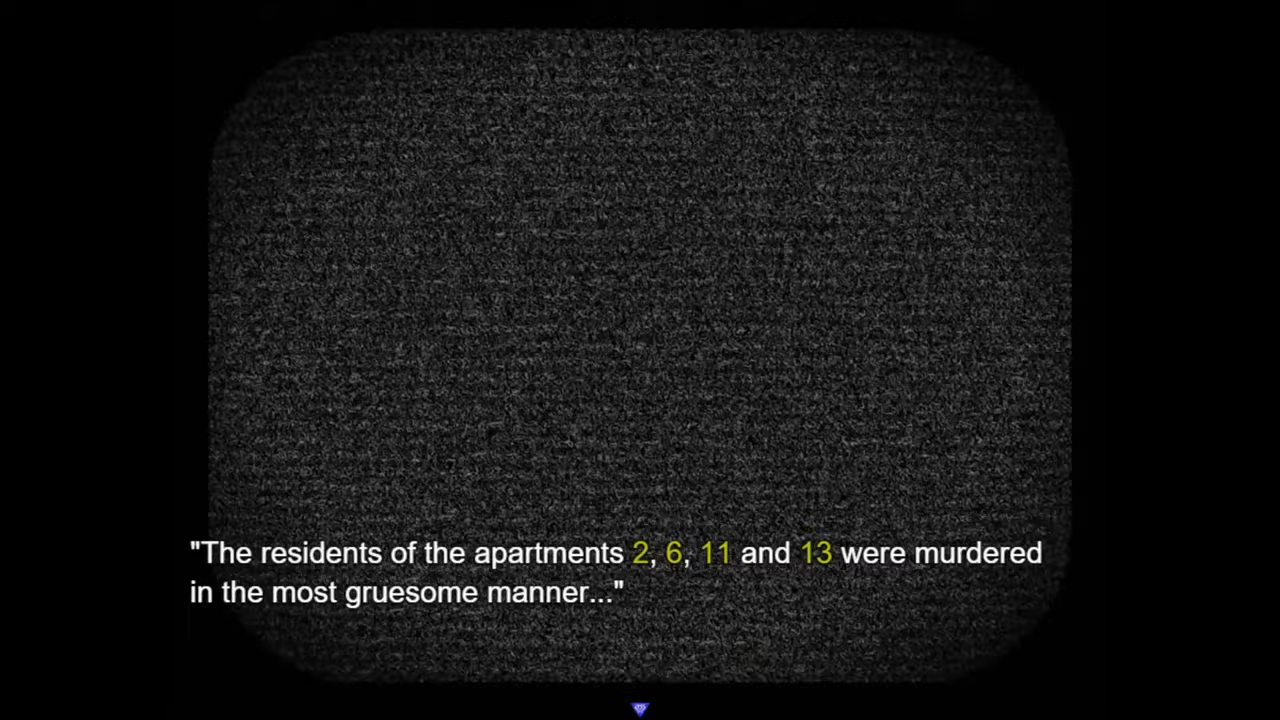 "The residents of the apartments 2, 6, 11 and 13 were murdered
in the most gruesome manner..."